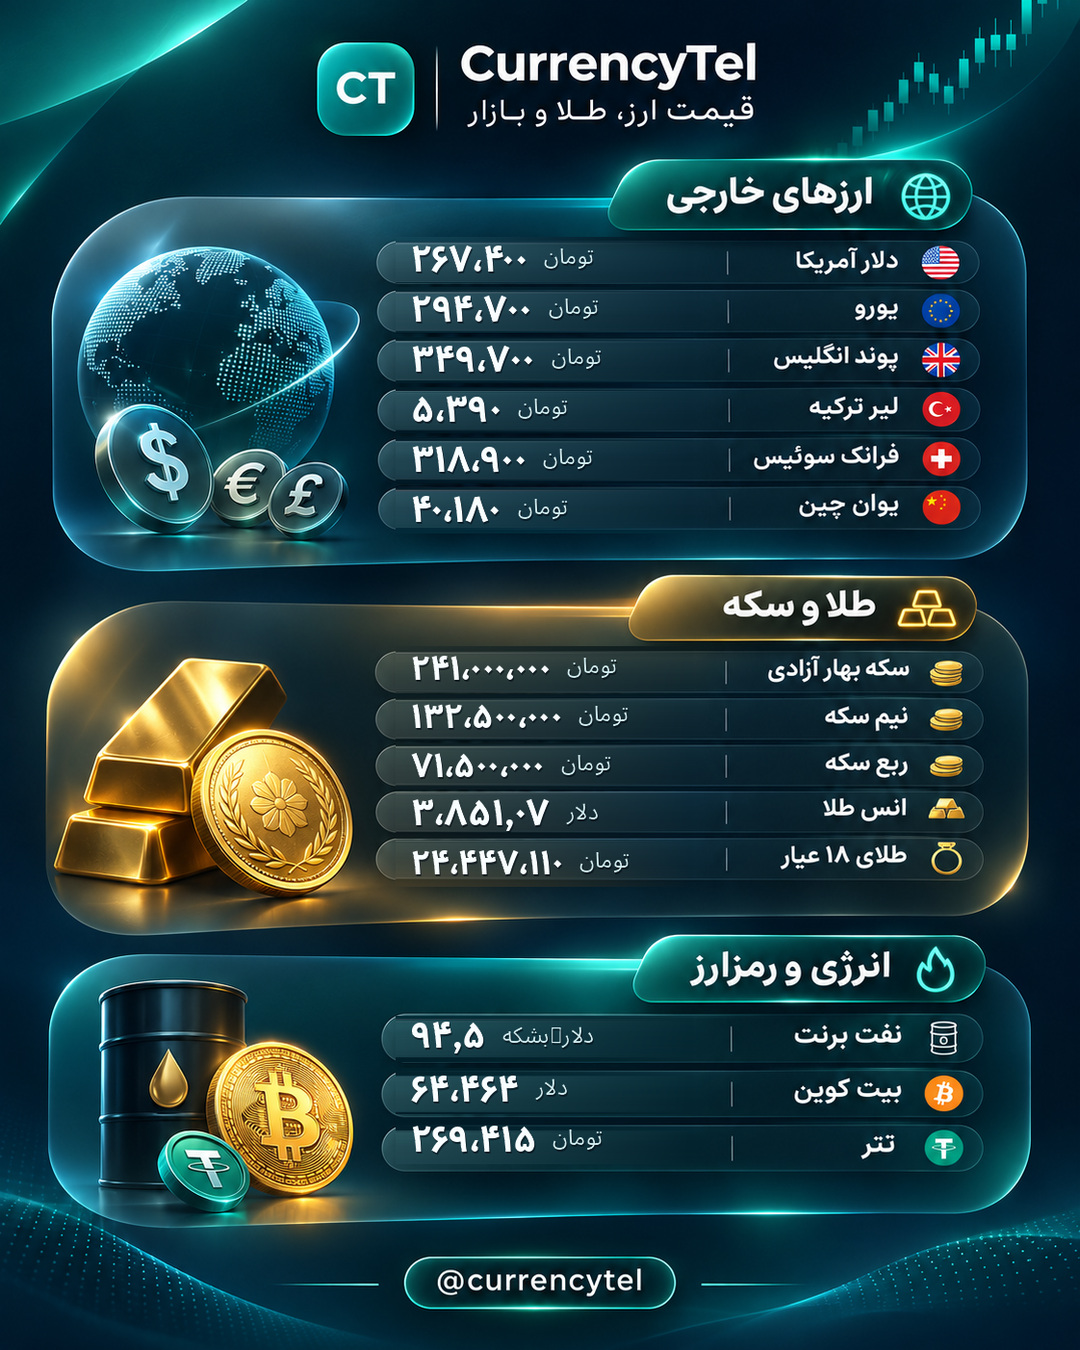 CT
CurrencyTel
قیمت ارز، طلا و بازار
ارزهای خارجی
دلار آمریکا | ۲۶۷،۴۰۰ تومان
یورو | ۲۹۴،۷۰۰ تومان
پوند انگلیس | ۳۴۹،۷۰۰ تومان
لیر ترکیه ۵،۳۹۰ تومان
فرانک سوئیس | ۳۱۸،۹۰۰ تومان
یوان چین | ۴۰،۱۸۰ تومان
$ € £
طلا و سکه
سکه بهار آزادی | ۲۴۱،۰۰۰،۰۰۰ تومان
نیم سکه | ۱۳۲،۵۰۰،۰۰۰ تومان
ربع سکه | ۷۱،۵۰۰،۰۰۰ تومان
انس طلا | ۳،۸۵۱,۰۷ دلار
طلای ۱۸ عیار | ۲۴،۴۴۷،۱۱۰ تومان
انرژی و رمزارز
نفت برنت | ۹۴,۵ دلار▯بشکه
بیت کوین | ۶۴،۴۶۴ دلار
تتر | ۲۶۹،۴۱۵ تومان
@currencytel